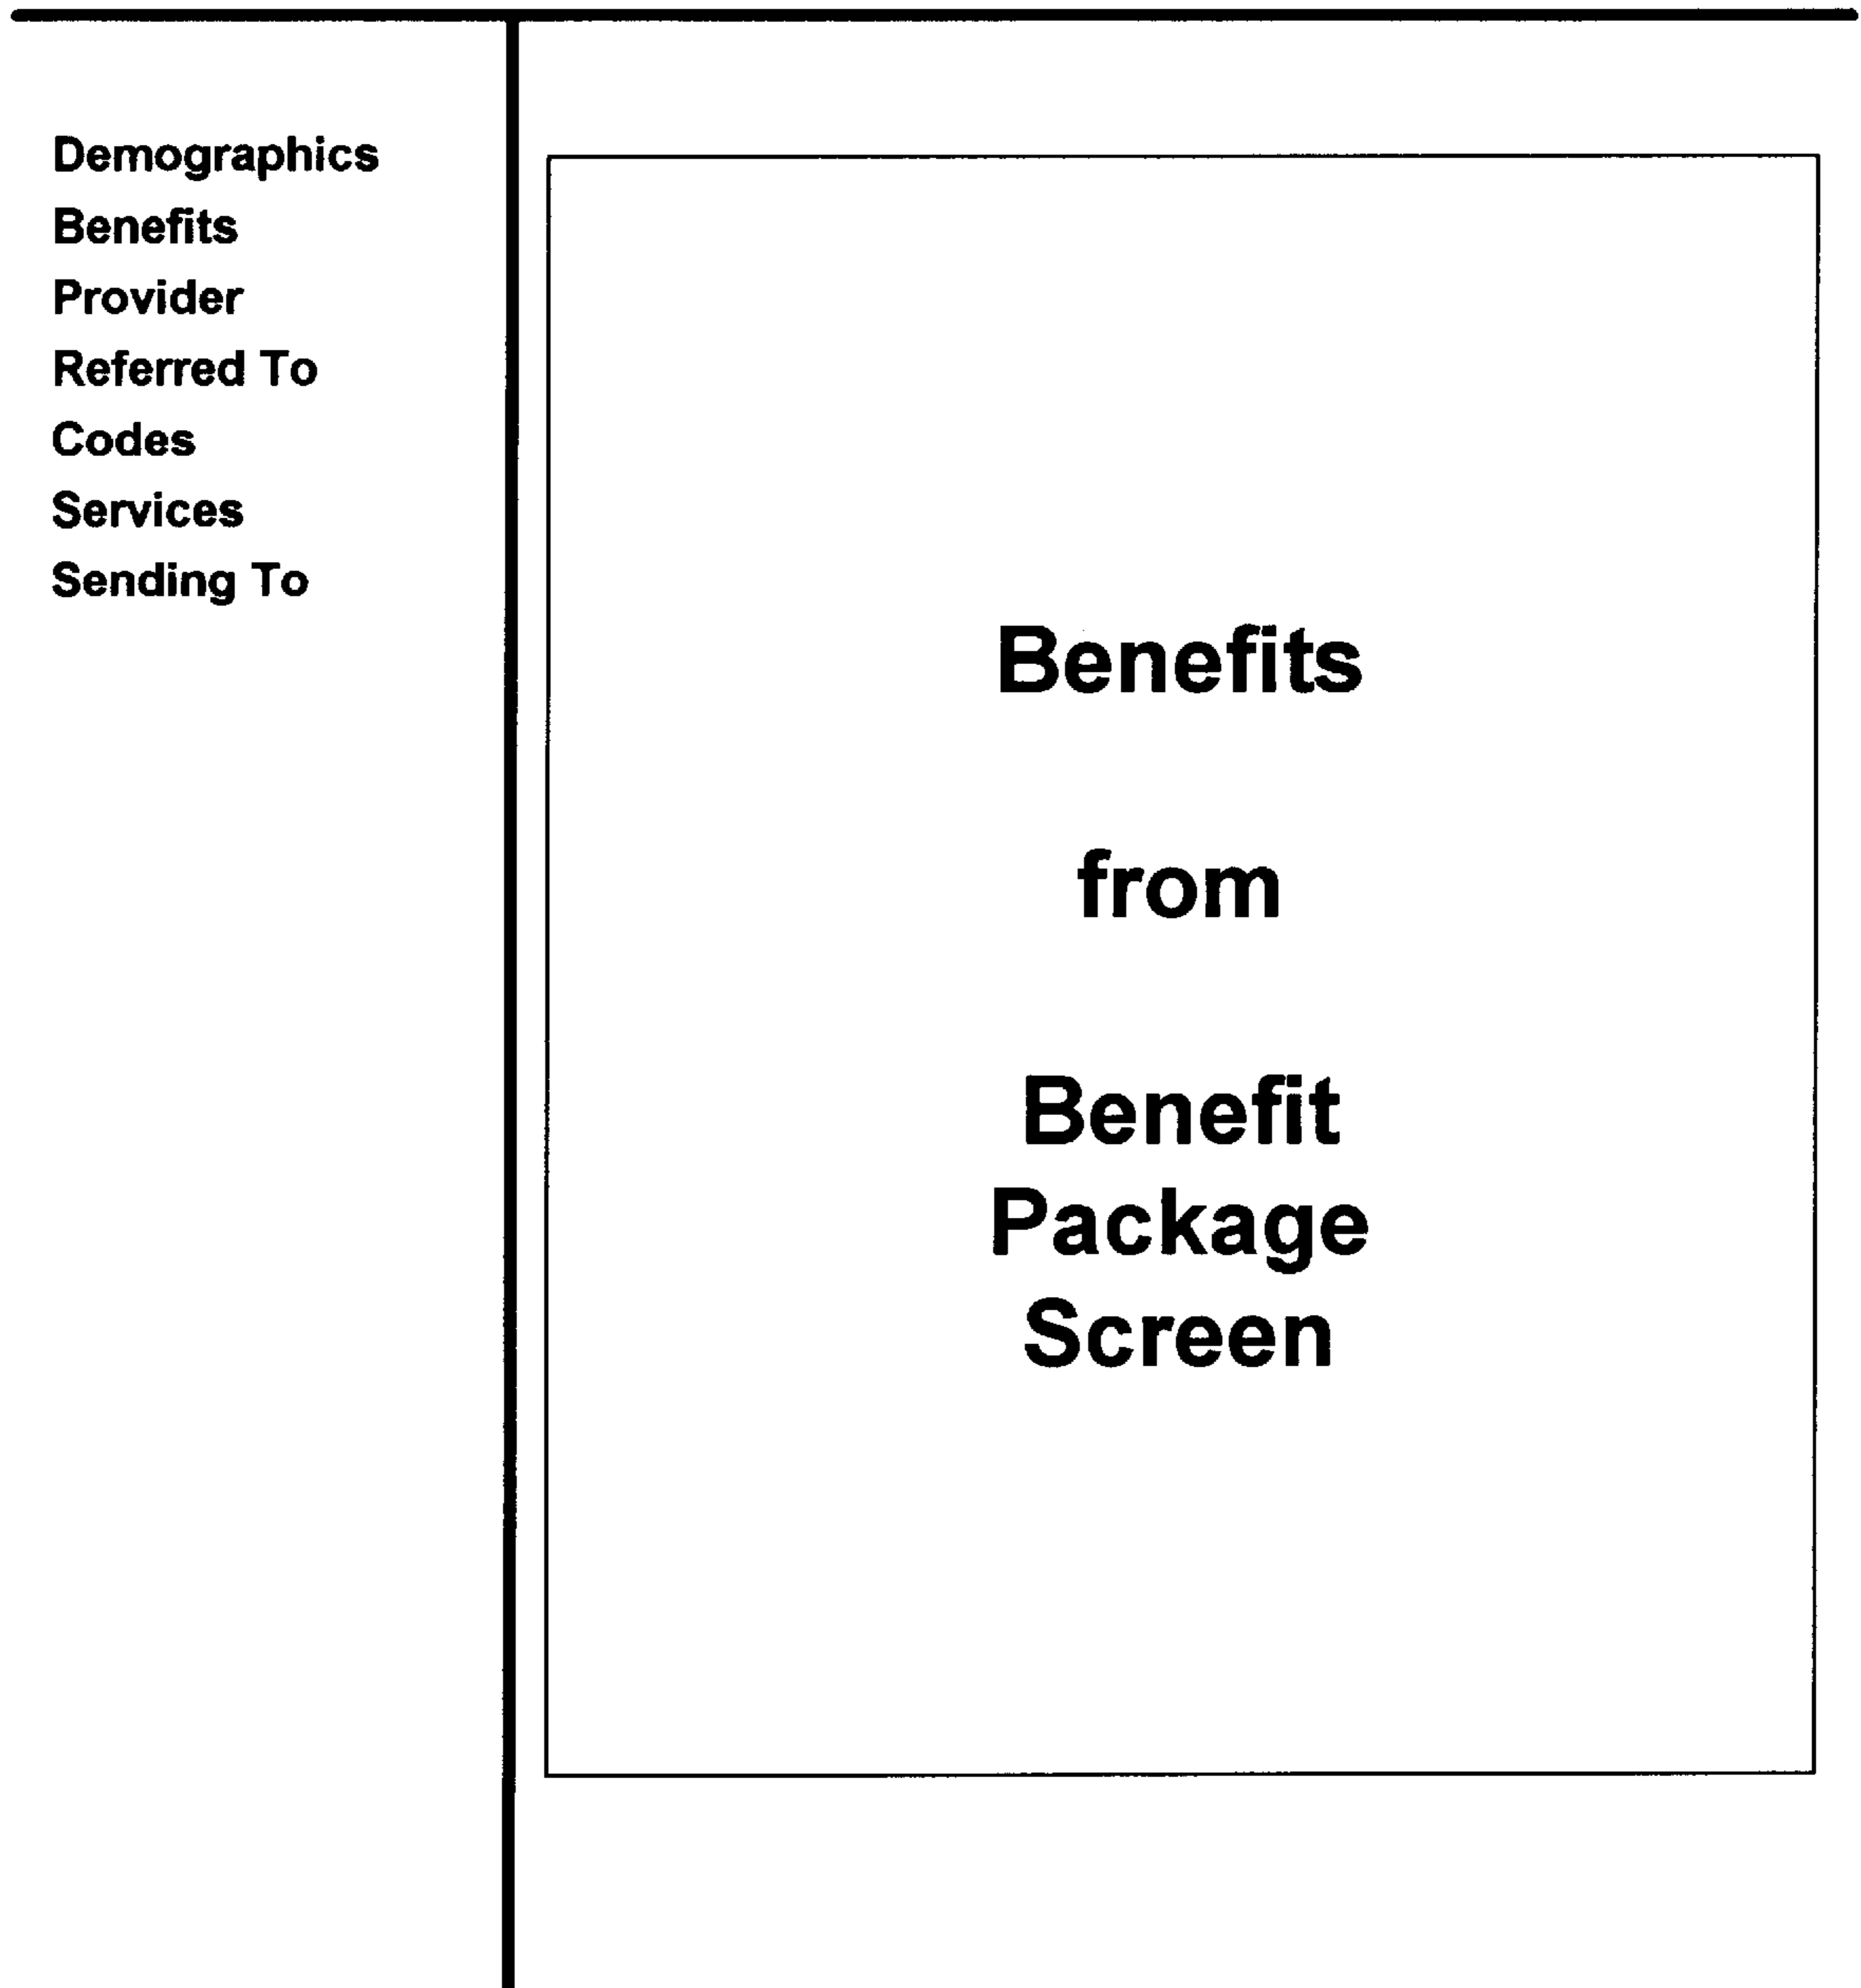 Demographics
Benefits
Provider
Referred To
Codes
Services
Sending To
Benefits
from
Benefit
Package
Screen